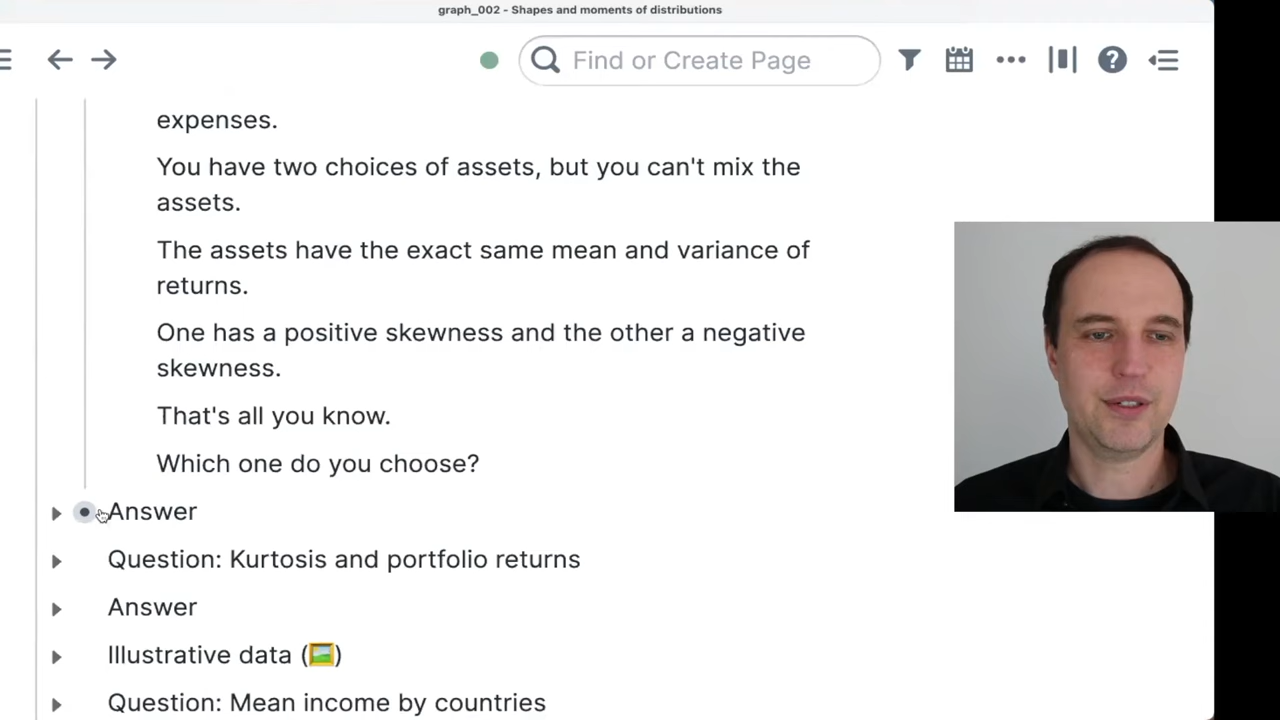 graph_002 - Shapes and moments of distributions
Find or Create Page
expenses.
You have two choices of assets, but you can't mix the
assets.
The assets have the exact same mean and variance of
returns.
One has a positive skewness and the other a negative
skewness.
That's all you know.
Which one do you choose?
Answer
Question: Kurtosis and portfolio returns
Answer
Illustrative data (🖼️)
Question: Mean income by countries